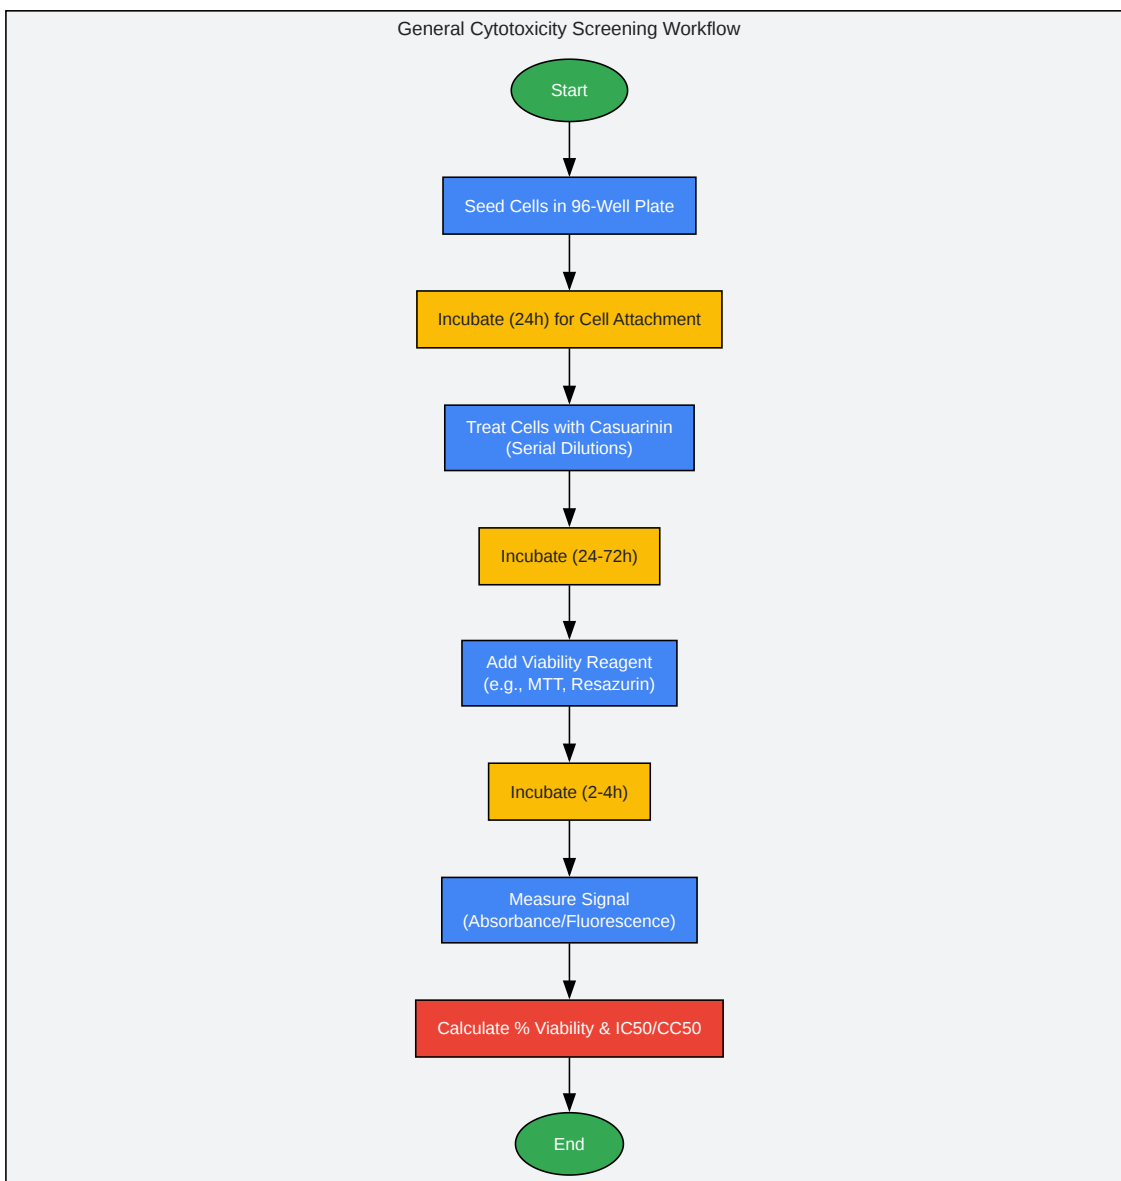 General Cytotoxicity Screening Workflow
Start
Seed Cells in 96-Well Plate
Incubate (24h) for Cell Attachment
Treat Cells with Casuarinin
(Serial Dilutions)
Incubate (24-72h)
Add Viability Reagent
(e.g., MTT, Resazurin)
Incubate (2-4h)
Measure Signal
(Absorbance/Fluorescence)
Calculate % Viability & IC50/CC50
End